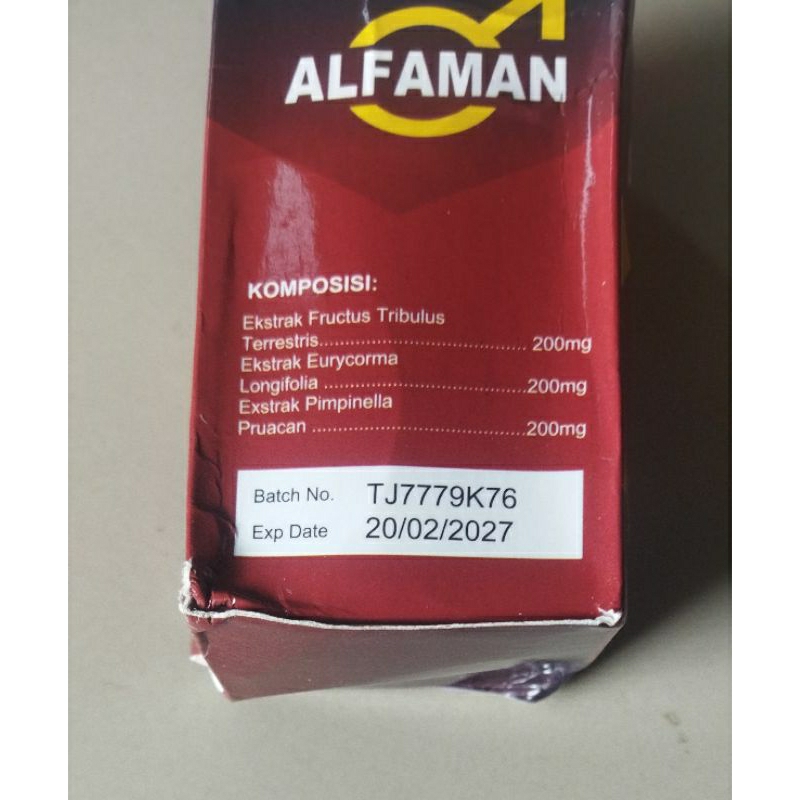 ALFAMAN
KOMPOSISI:
Ekstrak Fructus Tribulus
Terrestris........................................ 200mg
Ekstrak Eurycorma
Longifolia ........................................200mg
Exstrak Pimpinella
Pruacan ..........................................200mg
Batch No. TJ7779K76
Exp Date 20/02/2027